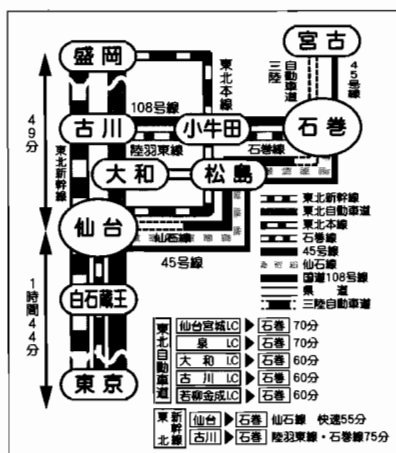 盛岡
宮古
東北本線
三陸自動車道
45号線
49分
東北新幹線
108号線
古川
小牛田
石巻
陸羽東線
石巻線
大和
松島
仙台
仙石線
45号線
1時間44分
白石蔵王
東京
東北新幹線
東北自動車道
東北本線
石巻線
45号線
仙石線
国道108号線
県道
三陸自動車道
東北自動車道
仙台宮城I.C ▶ 石巻 70分
泉 I.C ▶ 石巻 70分
大和 I.C ▶ 石巻 60分
古川 I.C ▶ 石巻 60分
若柳金成I.C ▶ 石巻 60分
東北新幹線
仙台 ▶ 石巻 仙石線 快速55分
古川 ▶ 石巻 陸羽東線・石巻線75分